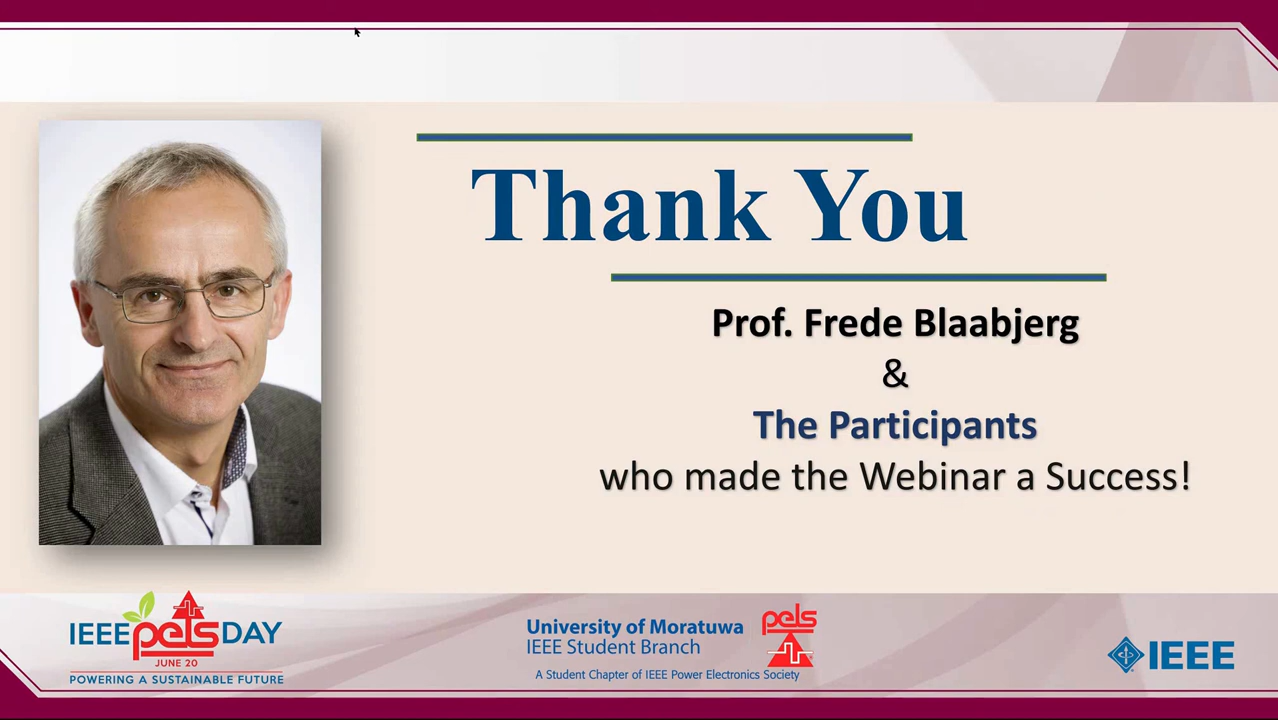 Thank You
Prof. Frede Blaabjerg
&
The Participants
who made the Webinar a Success!
IEEE pels DAY
JUNE 20
POWERING A SUSTAINABLE FUTURE
University of Moratuwa
IEEE Student Branch
pels
A Student Chapter of IEEE Power Electronics Society
IEEE